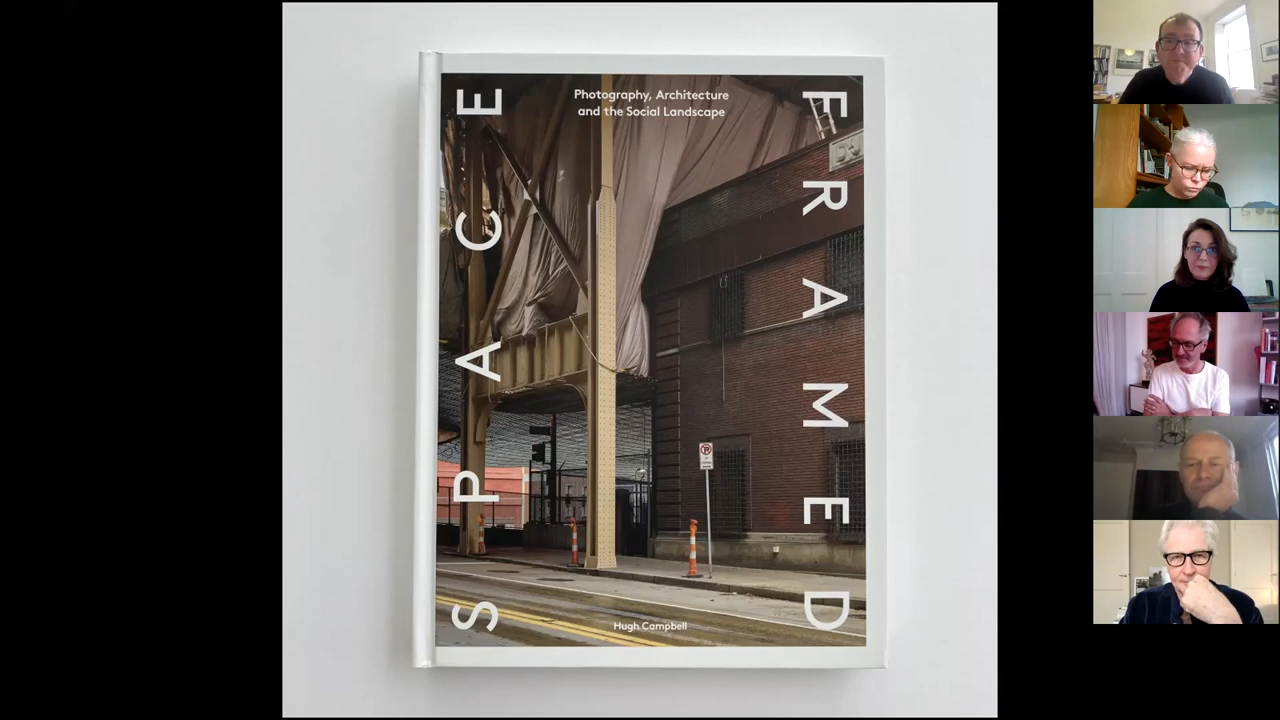 SPACE
FRAMED
Photography, Architecture
and the Social Landscape
Hugh Campbell